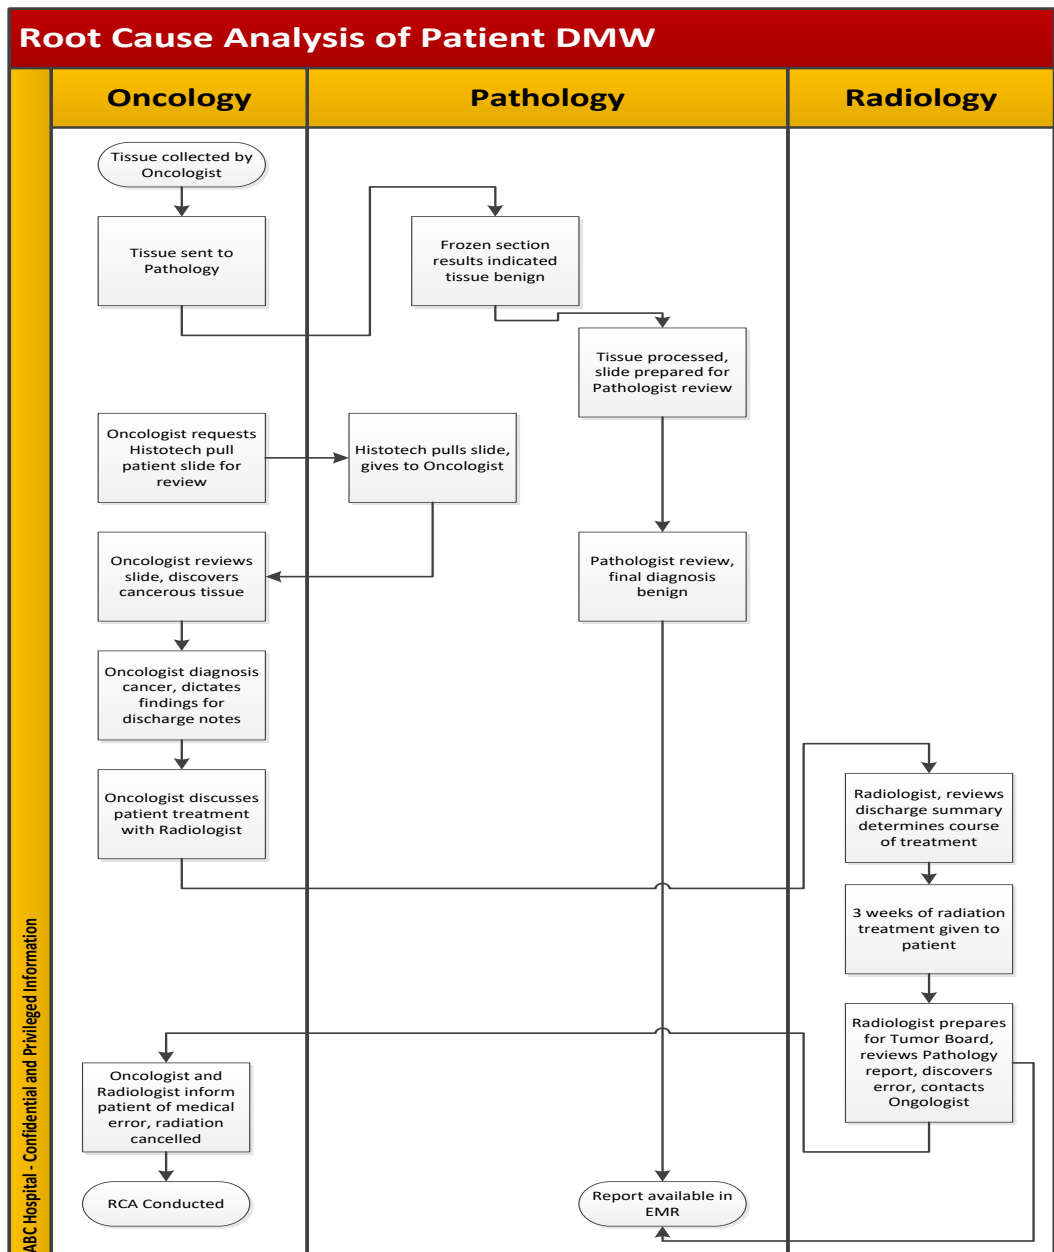 Root Cause Analysis of Patient DMW
Oncology
Pathology
Radiology
Tissue collected by
Oncologist
Tissue sent to
Pathology
Frozen section
results indicated
tissue benign
Tissue processed,
slide prepared for
Pathologist review
Oncologist requests
Histotech pull
patient slide for
review
Histotech pulls slide,
gives to Oncologist
Oncologist reviews
slide, discovers
cancerous tissue
Pathologist review,
final diagnosis
benign
Oncologist diagnosis
cancer, dictates
findings for
discharge notes
Oncologist discusses
patient treatment
with Radiologist
Radiologist, reviews
discharge summary
determines course
of treatment
3 weeks of radiation
treatment given to
patient
Radiologist prepares
for Tumor Board,
reviews Pathology
report, discovers
error, contacts
Ongologist
Oncologist and
Radiologist inform
patient of medical
error, radiation
cancelled
RCA Conducted
Report available in
EMR
ABC Hospital - Confidential and Privileged Information